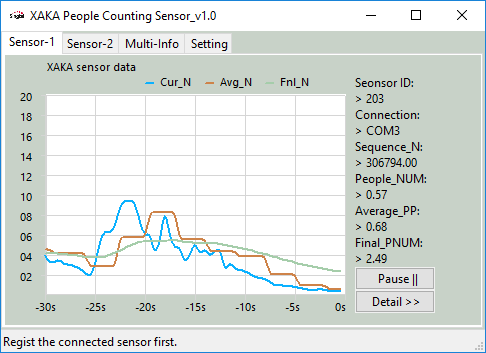 XAKA People Counting Sensor_v1.0
Sensor-1 Sensor-2 Multi-Info Setting
XAKA sensor data
Cur_N Avg_N Fnl_N
20
18
16
14
12
10
08
06
04
02
-30s -25s -20s -15s -10s -5s 0s
Seonsor ID:
> 203
Connection:
> COM3
Sequence_N:
> 306794.00
People_NUM:
> 0.57
Average_PP:
> 0.68
Final_PNUM:
> 2.49
Pause ||
Detail >>
Regist the connected sensor first.